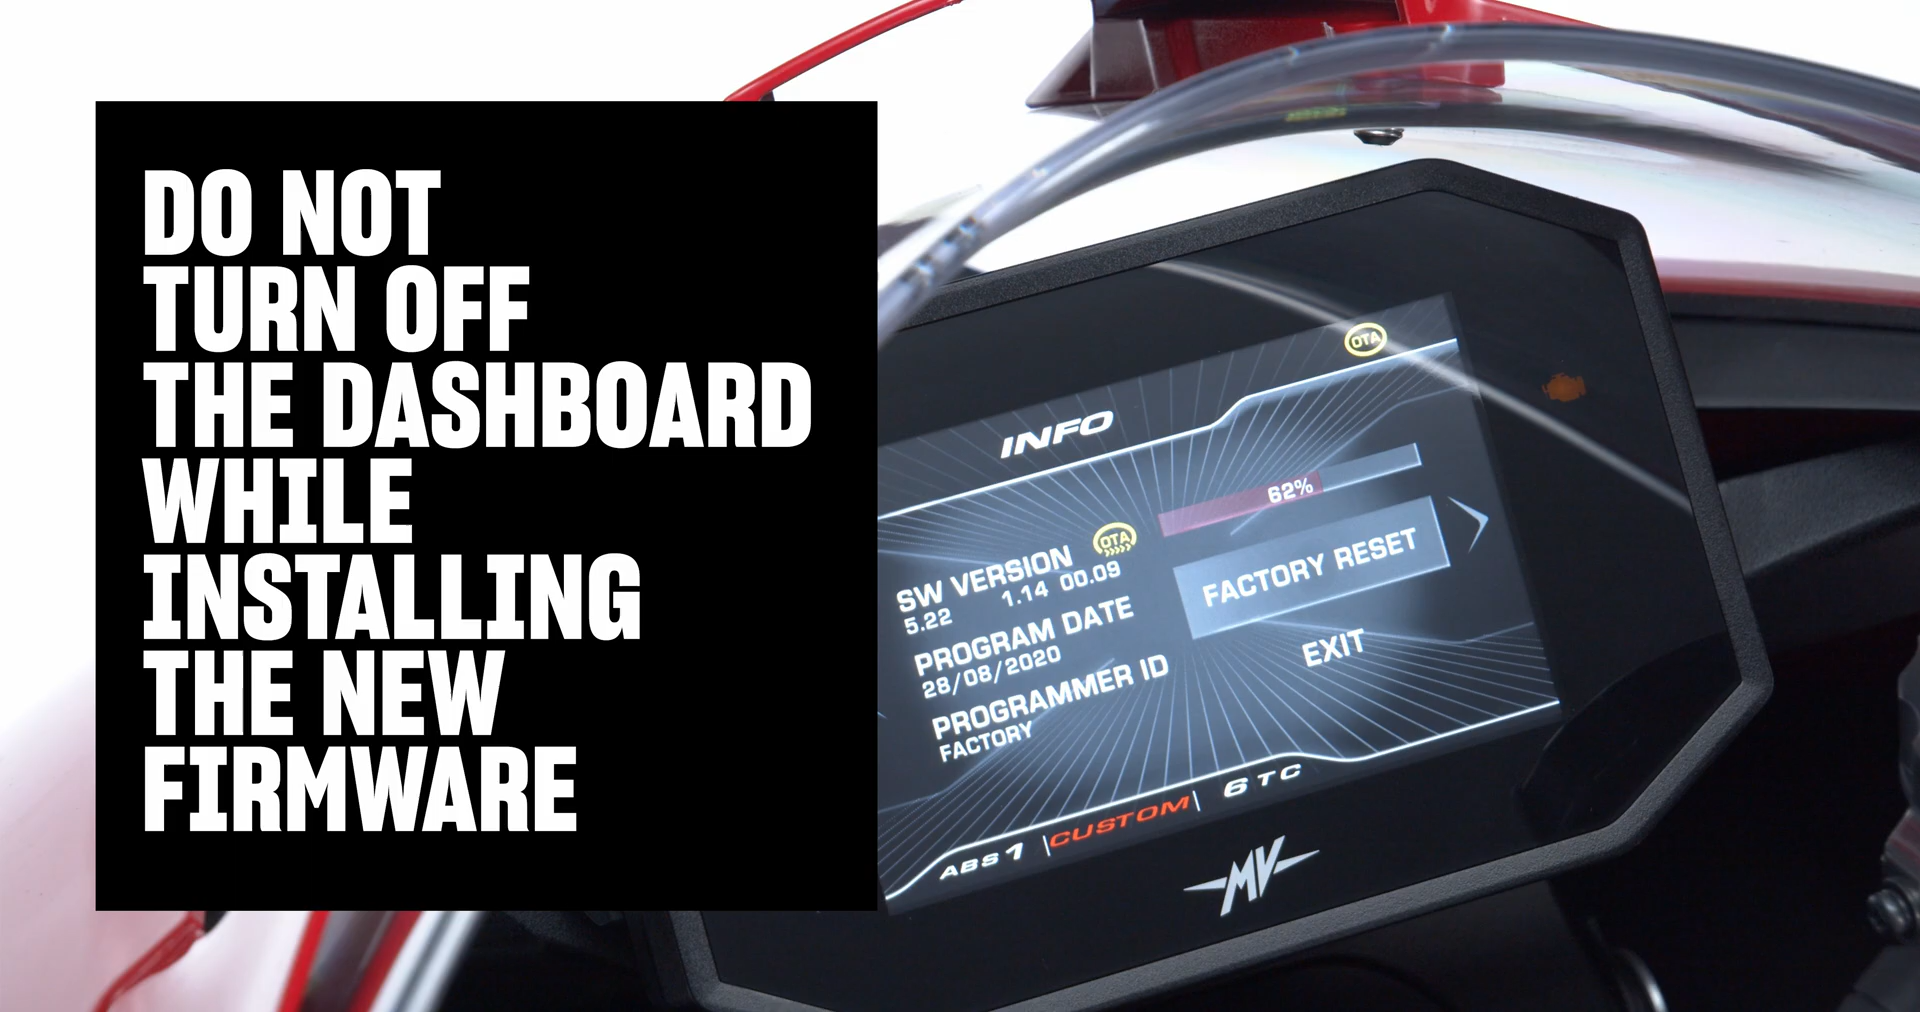 DO NOT
TURN OFF
THE DASHBOARD
WHILE
INSTALLING
THE NEW
FIRMWARE
OTA
INFO
62%
OTA
SW VERSION
5.22 1.14 00.09
PROGRAM DATE
28/08/2020
PROGRAMMER ID
FACTORY
FACTORY RESET
EXIT
ABS 1 | CUSTOM | 6 TC
MV